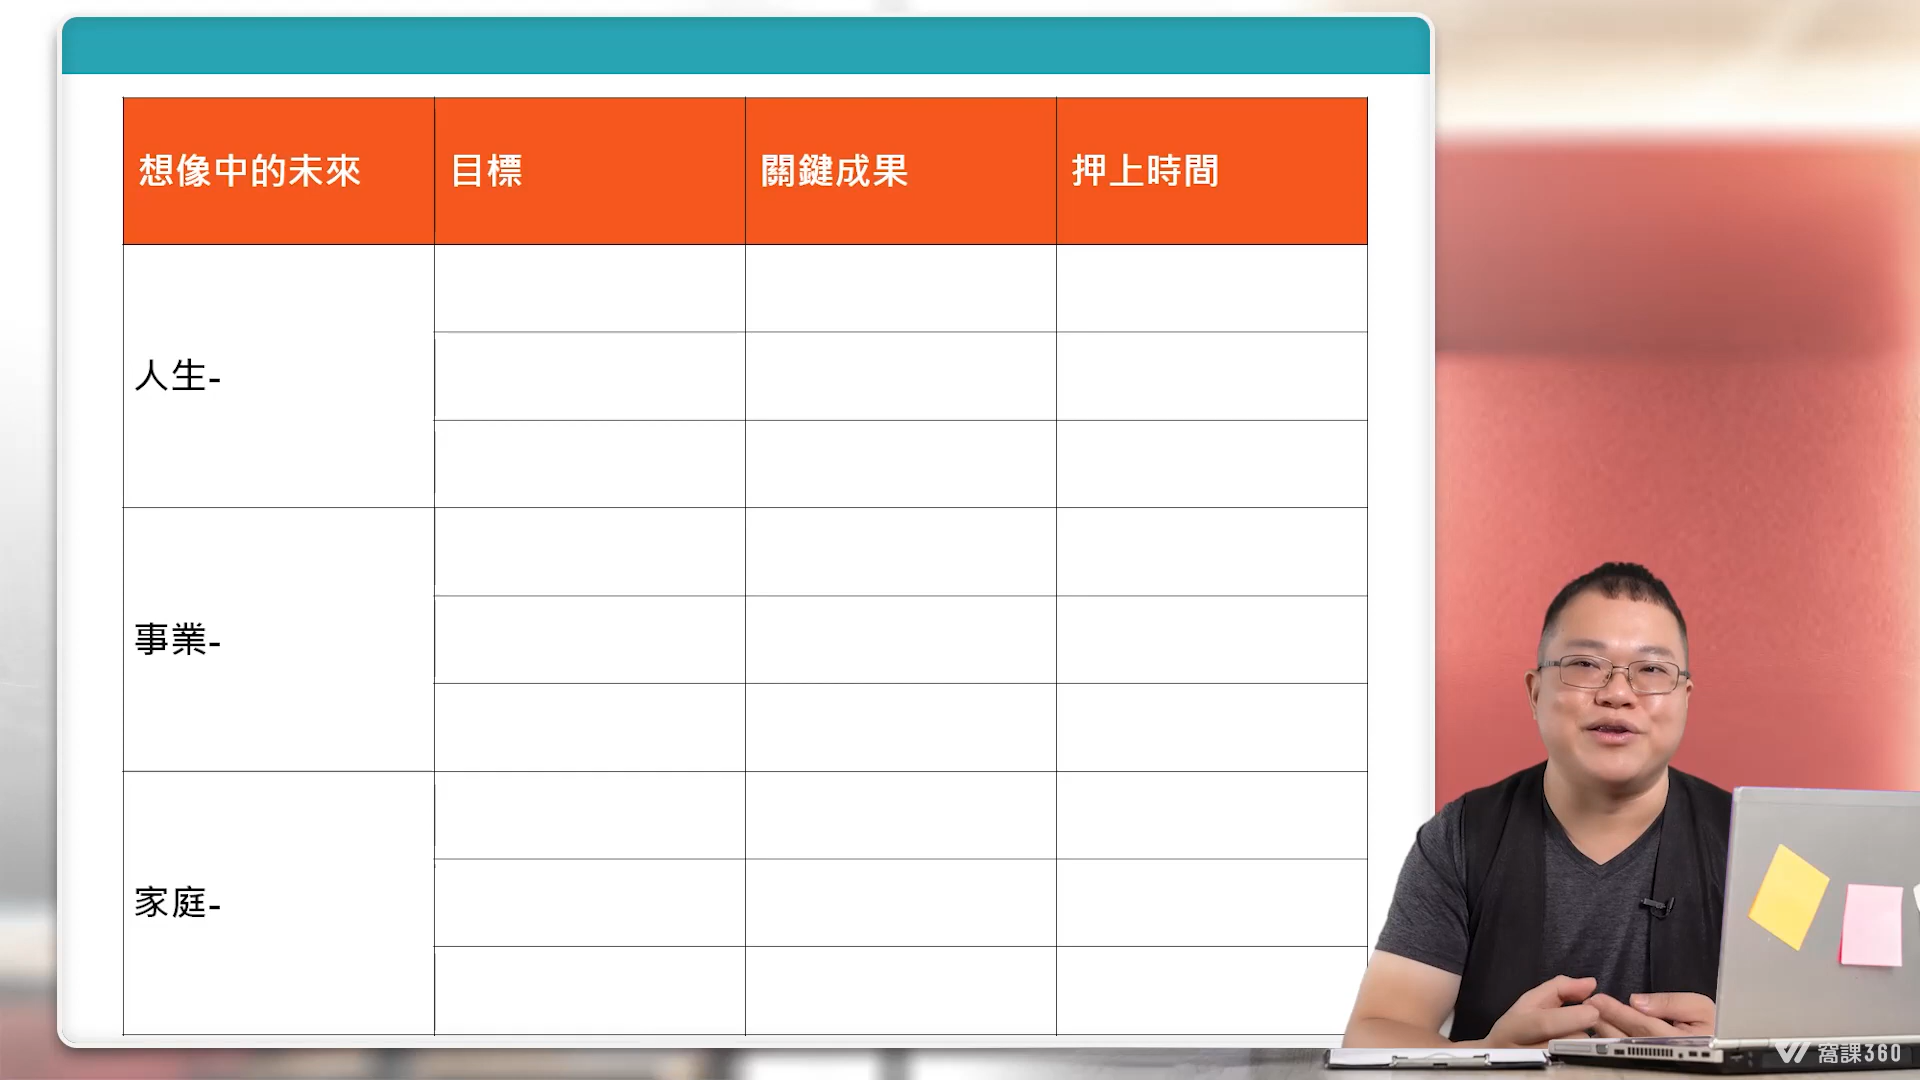 想像中的未來
目標
關鍵成果
押上時間
人生-
事業-
家庭-
窩課360